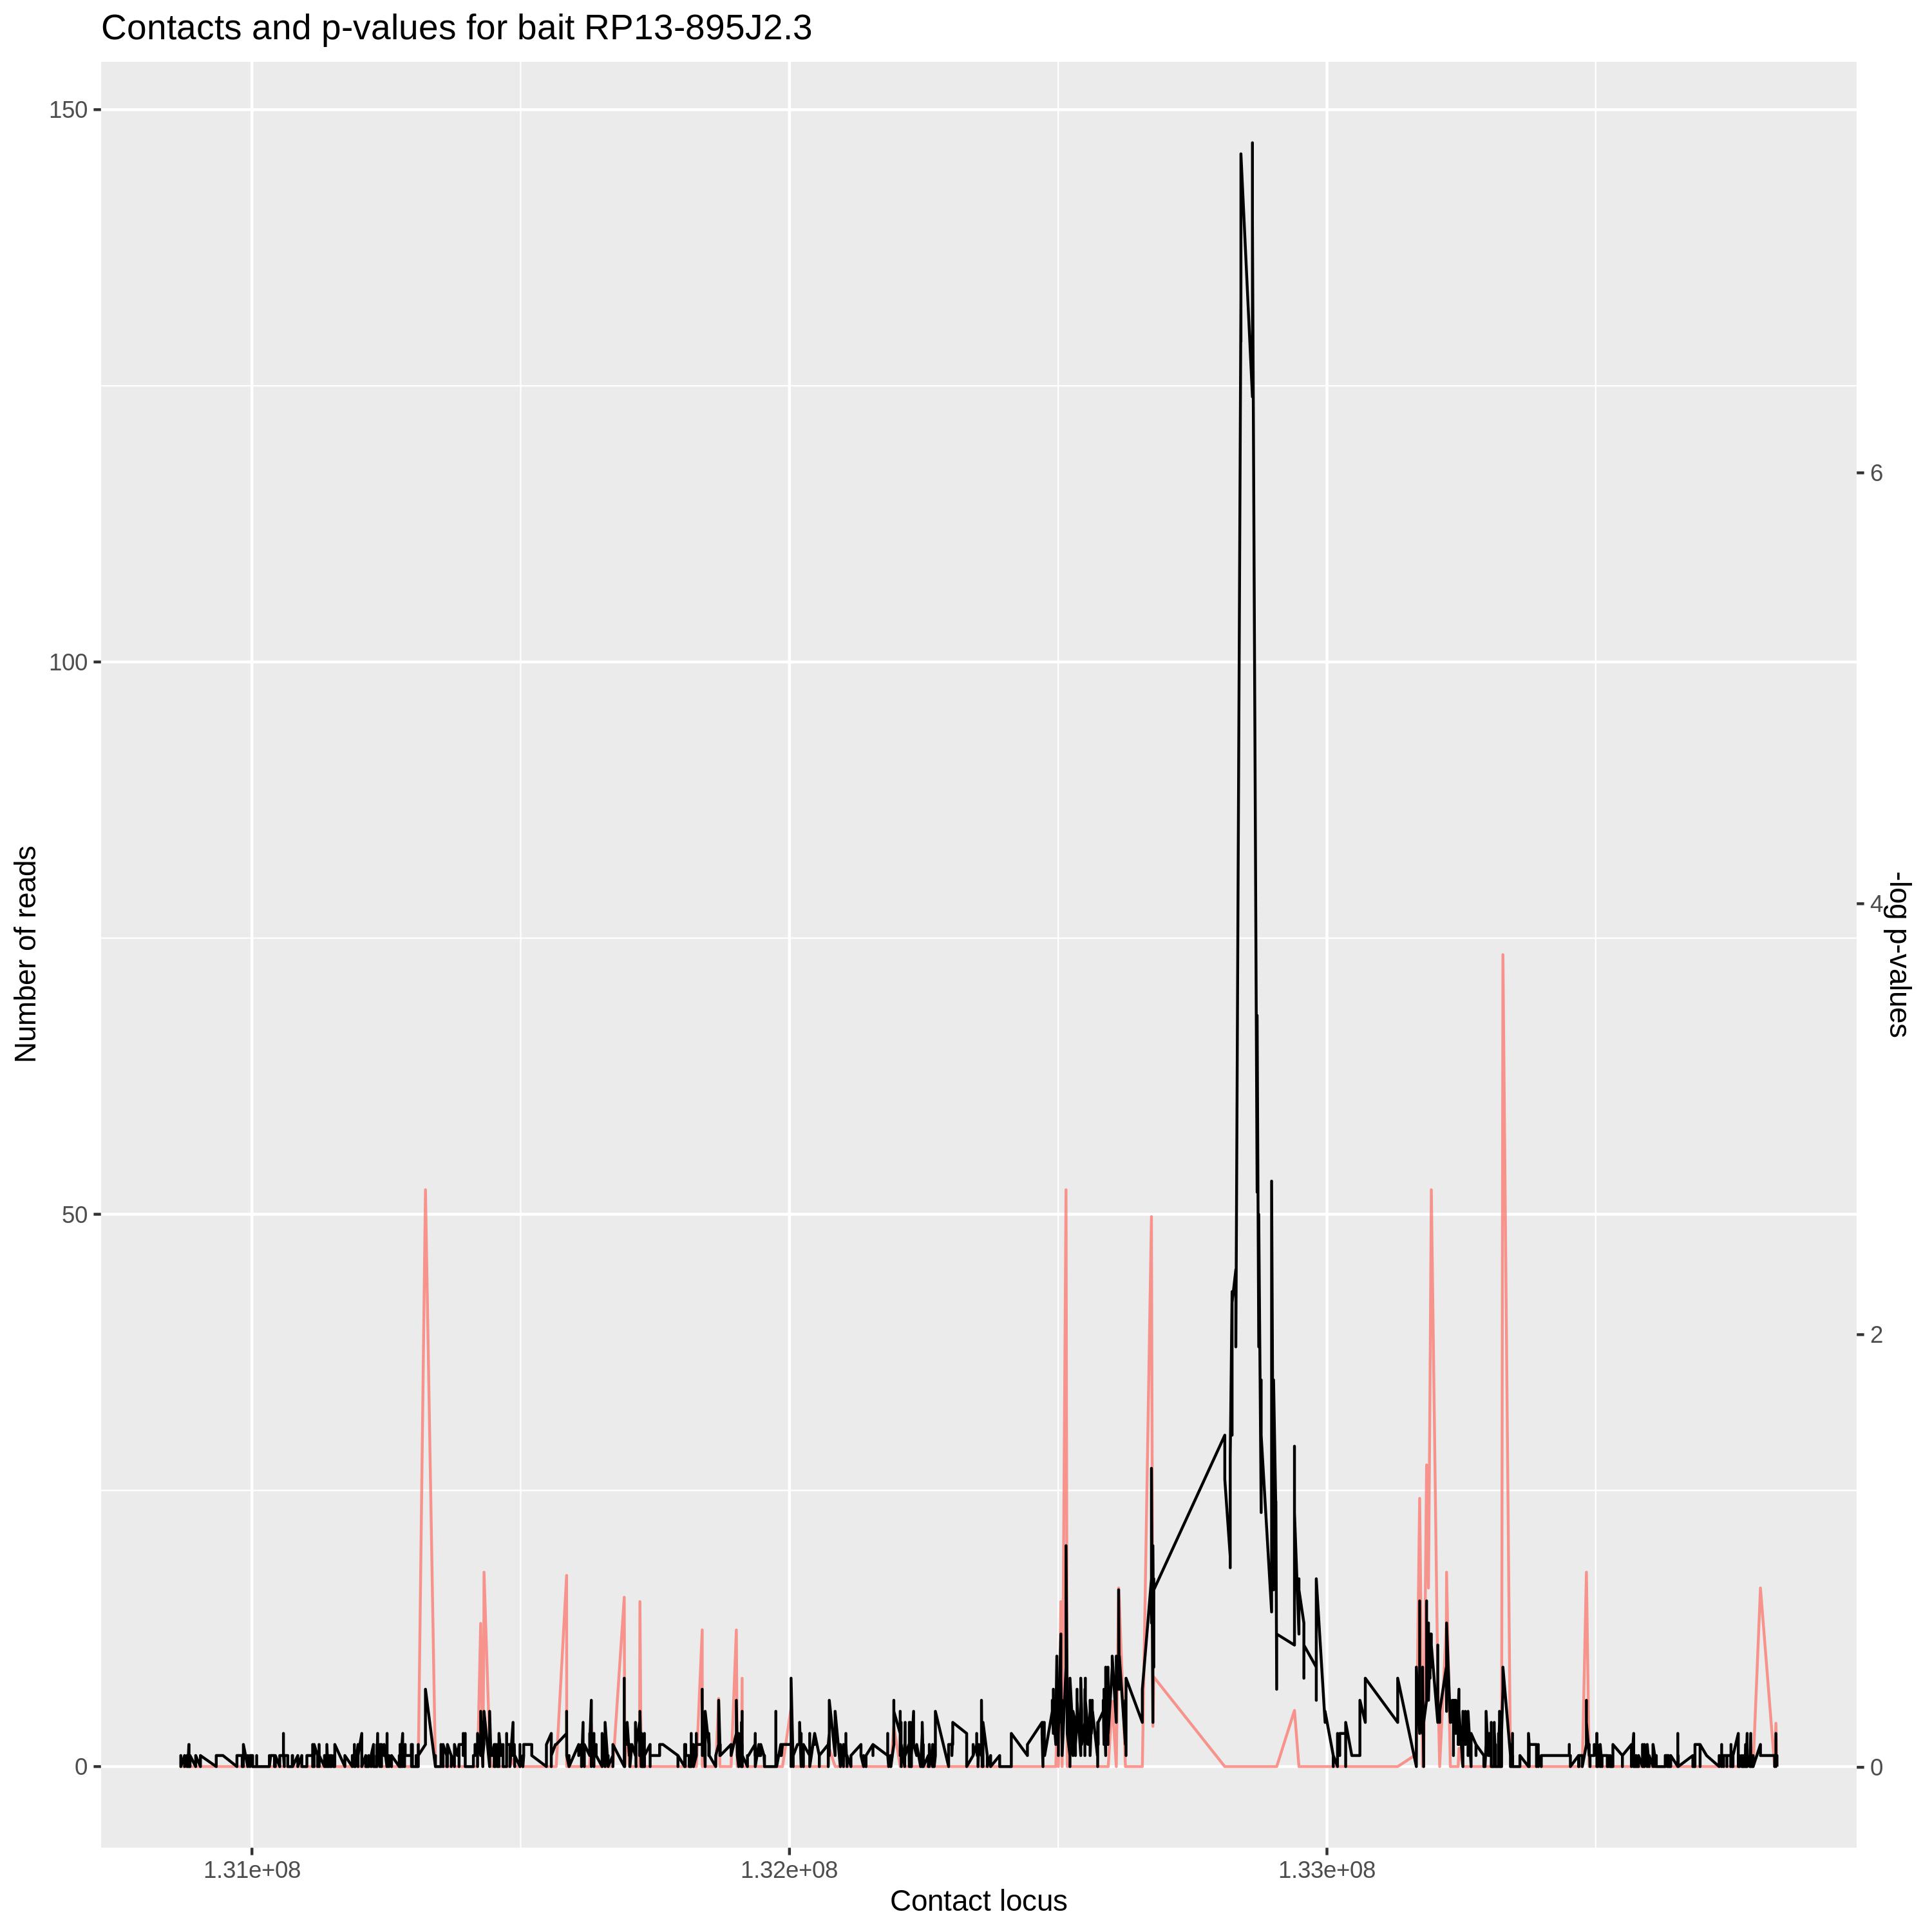 Contacts and p-values for bait RP13-895J2.3
150
100
50
0
Number of reads
6
4
2
0
-log p-values
1.31e+08
1.32e+08
1.33e+08
Contact locus